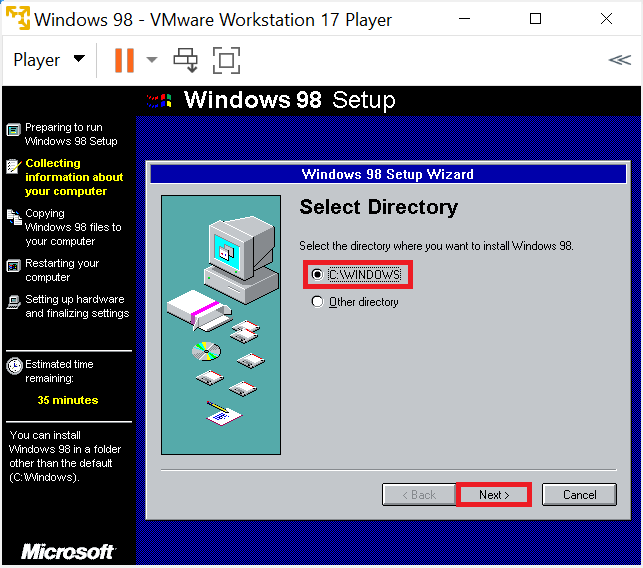 Windows 98 - VMware Workstation 17 Player
Player
Windows 98 Setup
Preparing to run
Windows 98 Setup
Collecting
information about
your computer
Copying
Windows 98 files to
your computer
Restarting your
computer
Setting up hardware
and finalizing settings
Estimated time
remaining:
35 minutes
You can install
Windows 98 in a folder
other than the default
(C:Windows).
Microsoft
Windows 98 Setup Wizard
Select Directory
Select the directory where you want to install Windows 98.
C:\WINDOWS
Other directory
< Back
Next >
Cancel